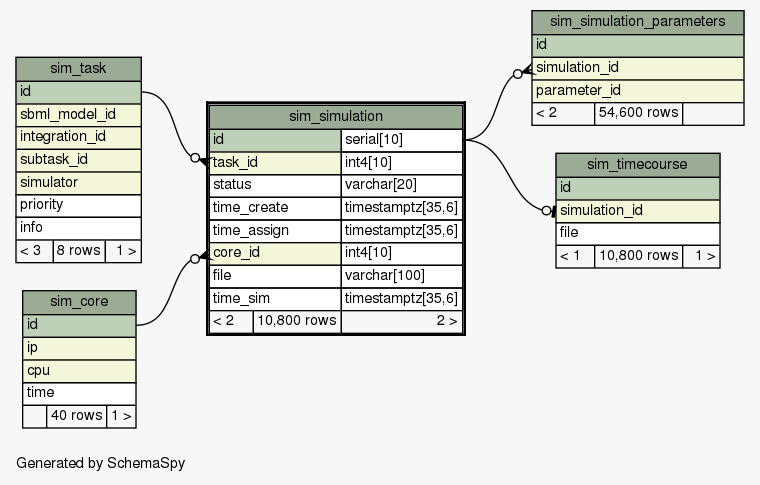 sim_task
id
sbml_model_id
integration_id
subtask_id
simulator
priority
info
< 3 8 rows 1 >
sim_core
id
ip
cpu
time
40 rows 1 >
sim_simulation
id serial[10]
task_id int4[10]
status varchar[20]
time_create timestamptz[35,6]
time_assign timestamptz[35,6]
core_id int4[10]
file varchar[100]
time_sim timestamptz[35,6]
< 2 10,800 rows 2 >
sim_simulation_parameters
id
simulation_id
parameter_id
< 2 54,600 rows
sim_timecourse
id
simulation_id
file
< 1 10,800 rows 1 >
Generated by SchemaSpy